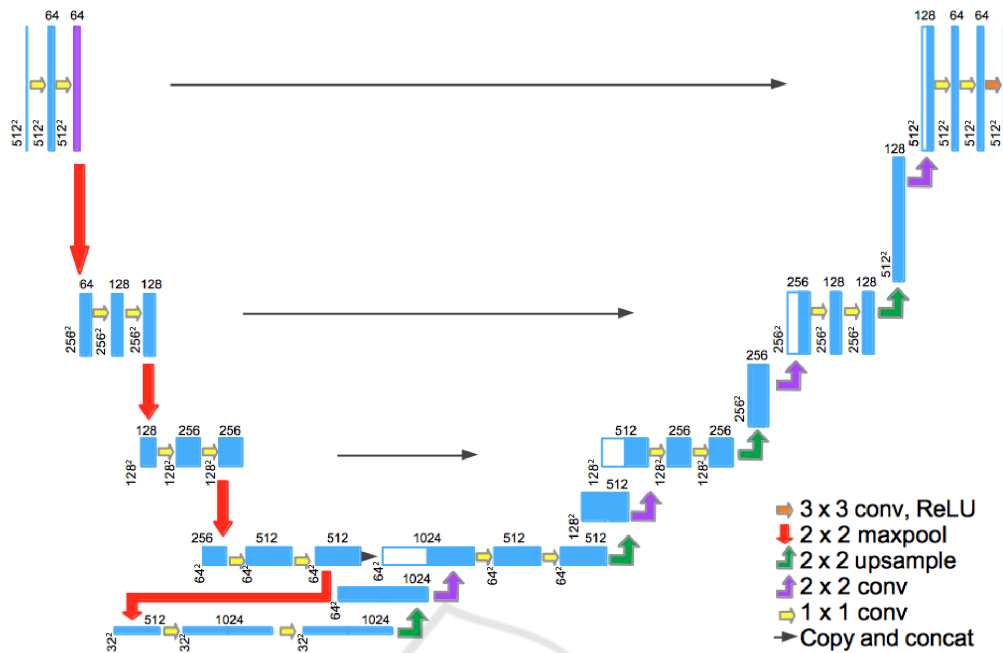 64 64
512² 512² 512²
128 64 64
512² 512² 512² 512²
128
512²
64 128 128
256² 256² 256²
256 128 128
256² 256² 256²
256
256²
128 256 256
128² 128² 128²
512 256 256
128² 128² 128²
512
128²
256 512 512
64² 64² 64²
1024 512 512
64² 64²
1024
64²
512 1024 1024
32² 32²
3 x 3 conv, ReLU
2 x 2 maxpool
2 x 2 upsample
2 x 2 conv
1 x 1 conv
Copy and concat